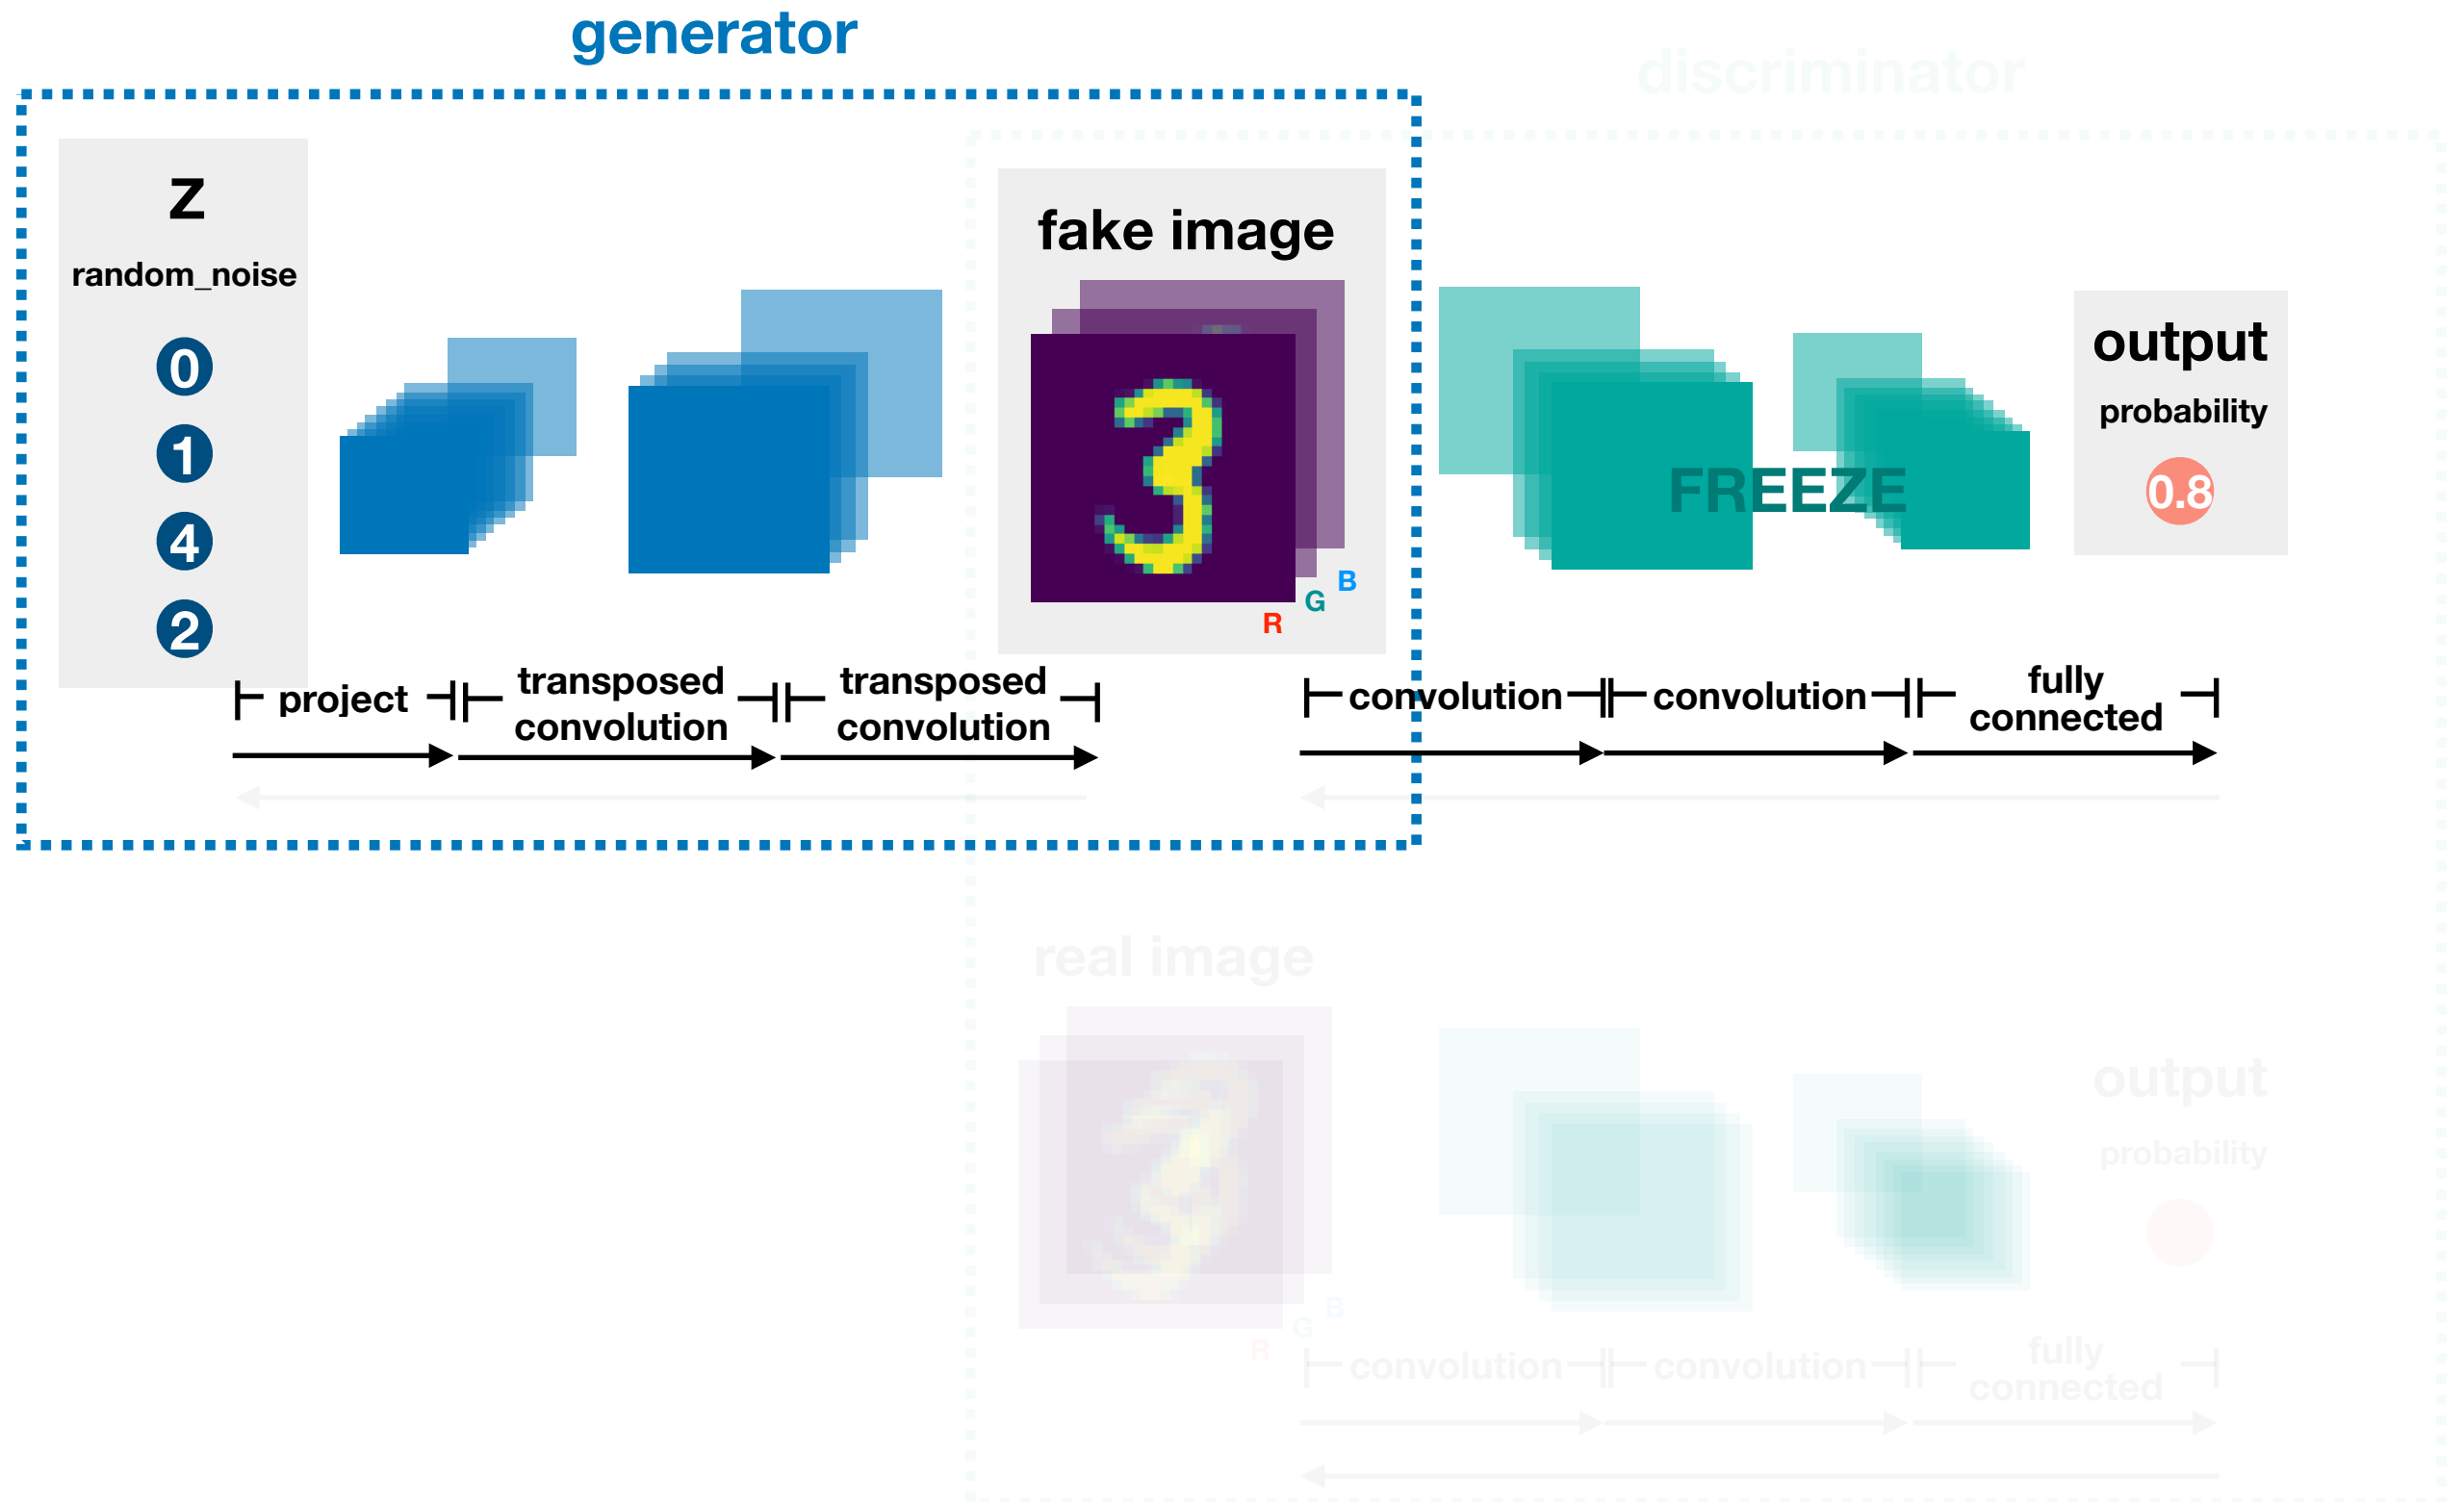 generator
discriminator
Z
random_noise
0
1
4
2
fake image
R
G
B
FREEZE
output
probability
0.8
project
transposed
convolution
transposed
convolution
convolution
convolution
fully
connected
real image
R
G
B
output
probability
convolution
convolution
fully
connected